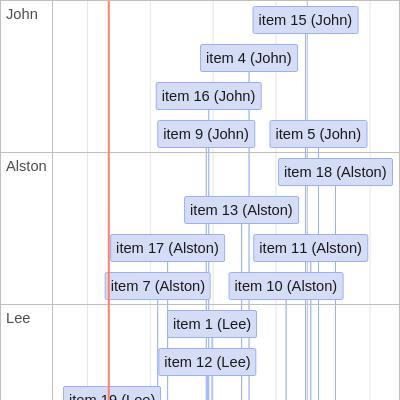 John
item 15 (John)
item 4 (John)
item 16 (John)
item 9 (John)
item 5 (John)
Alston
item 18 (Alston)
item 13 (Alston)
item 17 (Alston)
item 11 (Alston)
item 7 (Alston)
item 10 (Alston)
Lee
item 1 (Lee)
item 12 (Lee)
item 19 (Lee)